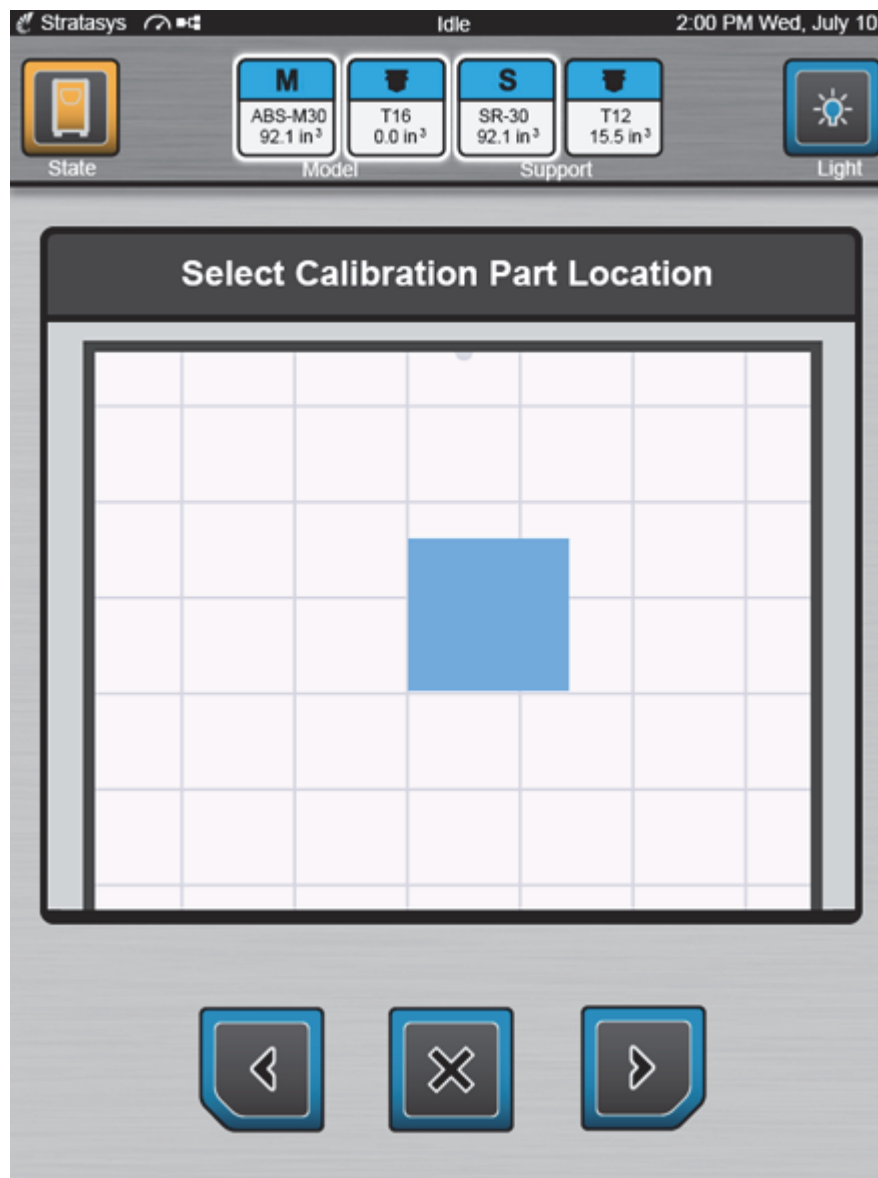 Stratasys Idle 2:00 PM Wed, July 10
M S
ABS-M30 T16 SR-30 T12
92.1 in³ 0.0 in³ 92.1 in³ 15.5 in³
State Model Support Light
Select Calibration Part Location